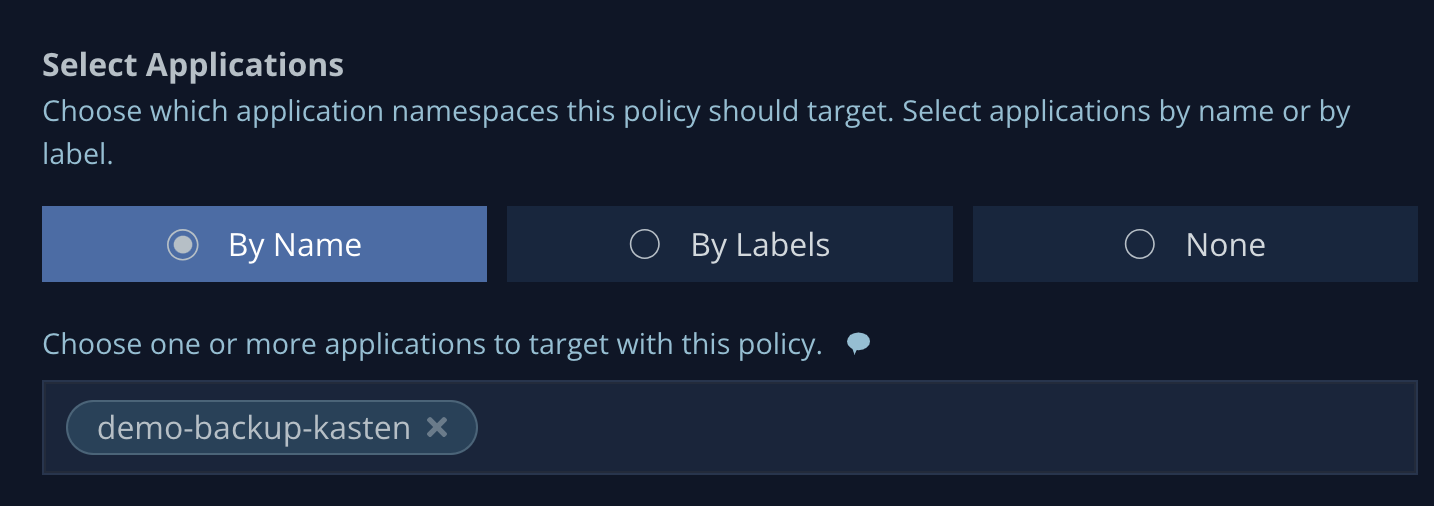 Select Applications
Choose which application namespaces this policy should target. Select applications by name or by
label.
By Name
By Labels
None
Choose one or more applications to target with this policy.
demo-backup-kasten